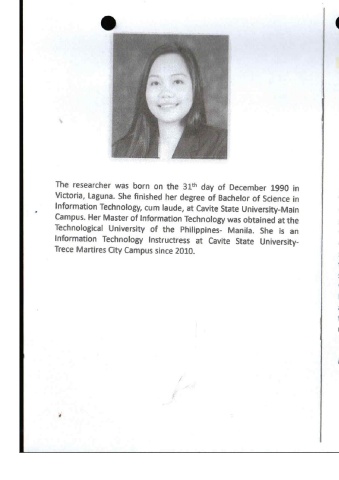 The researcher was born on the 31th day of December 1990 in
Victoria, Laguna. She finished her degree of Bachelor of Science in
Information Technology, cum laude, at Cavite State University-Main
Campus. Her Master of Information Technology was obtained at the
Technological University of the Philippines- Manila. She is an
Information Technology Instructress at Cavite State University-
Trece Martires City Campus since 2010.